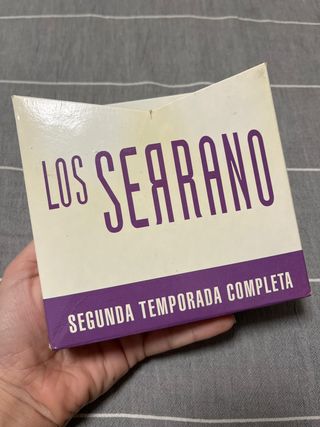 LOS SERRANO
SEGUNDA TEMPORADA COMPLETA